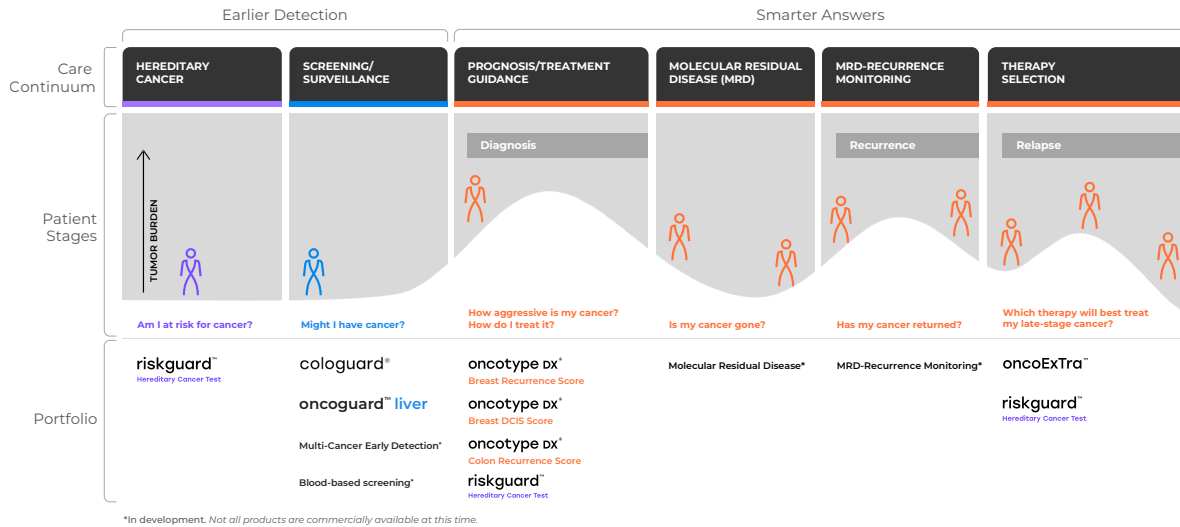 Earlier Detection
Smarter Answers
Care
Continuum
HEREDITARY
CANCER
SCREENING/
SURVEILLANCE
PROGNOSIS/TREATMENT
GUIDANCE
MOLECULAR RESIDUAL
DISEASE (MRD)
MRD-RECURRENCE
MONITORING
THERAPY
SELECTION
Patient
Stages
TUMOR BURDEN
Diagnosis
Recurrence
Relapse
Am I at risk for cancer?
Might I have cancer?
How aggressive is my cancer?
How do I treat it?
Is my cancer gone?
Has my cancer returned?
Which therapy will best treat
my late-stage cancer?
Portfolio
riskguard™
Hereditary Cancer Test
cologuard®
oncoguard™ liver
Multi-Cancer Early Detection*
Blood-based screening*
oncotype DX®
Breast Recurrence Score
oncotype DX®
Breast DCIS Score
oncotype DX®
Colon Recurrence Score
riskguard™
Hereditary Cancer Test
Molecular Residual Disease*
MRD-Recurrence Monitoring*
oncoExTra™
riskguard™
Hereditary Cancer Test
*In development. Not all products are commercially available at this time.